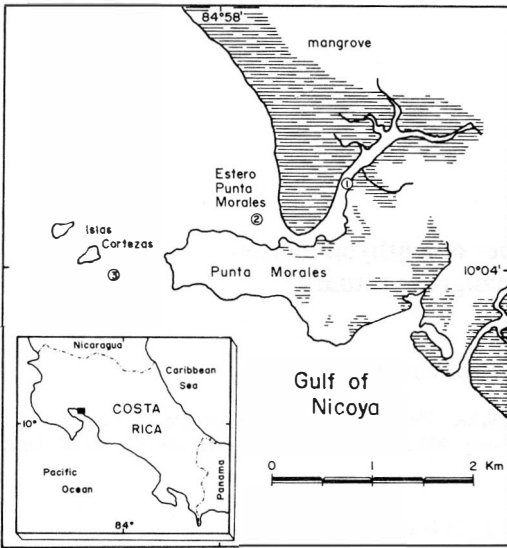 84°58'
mangrove
Estero
Punta
Morales
①
②
Islas
Cortezas
③
Punta Morales
10°04'
Gulf of
Nicoya
0 1 2 Km
Nicaragua
Caribbean
Sea
COSTA
RICA
10°
Pacific
Ocean
Panama
84°